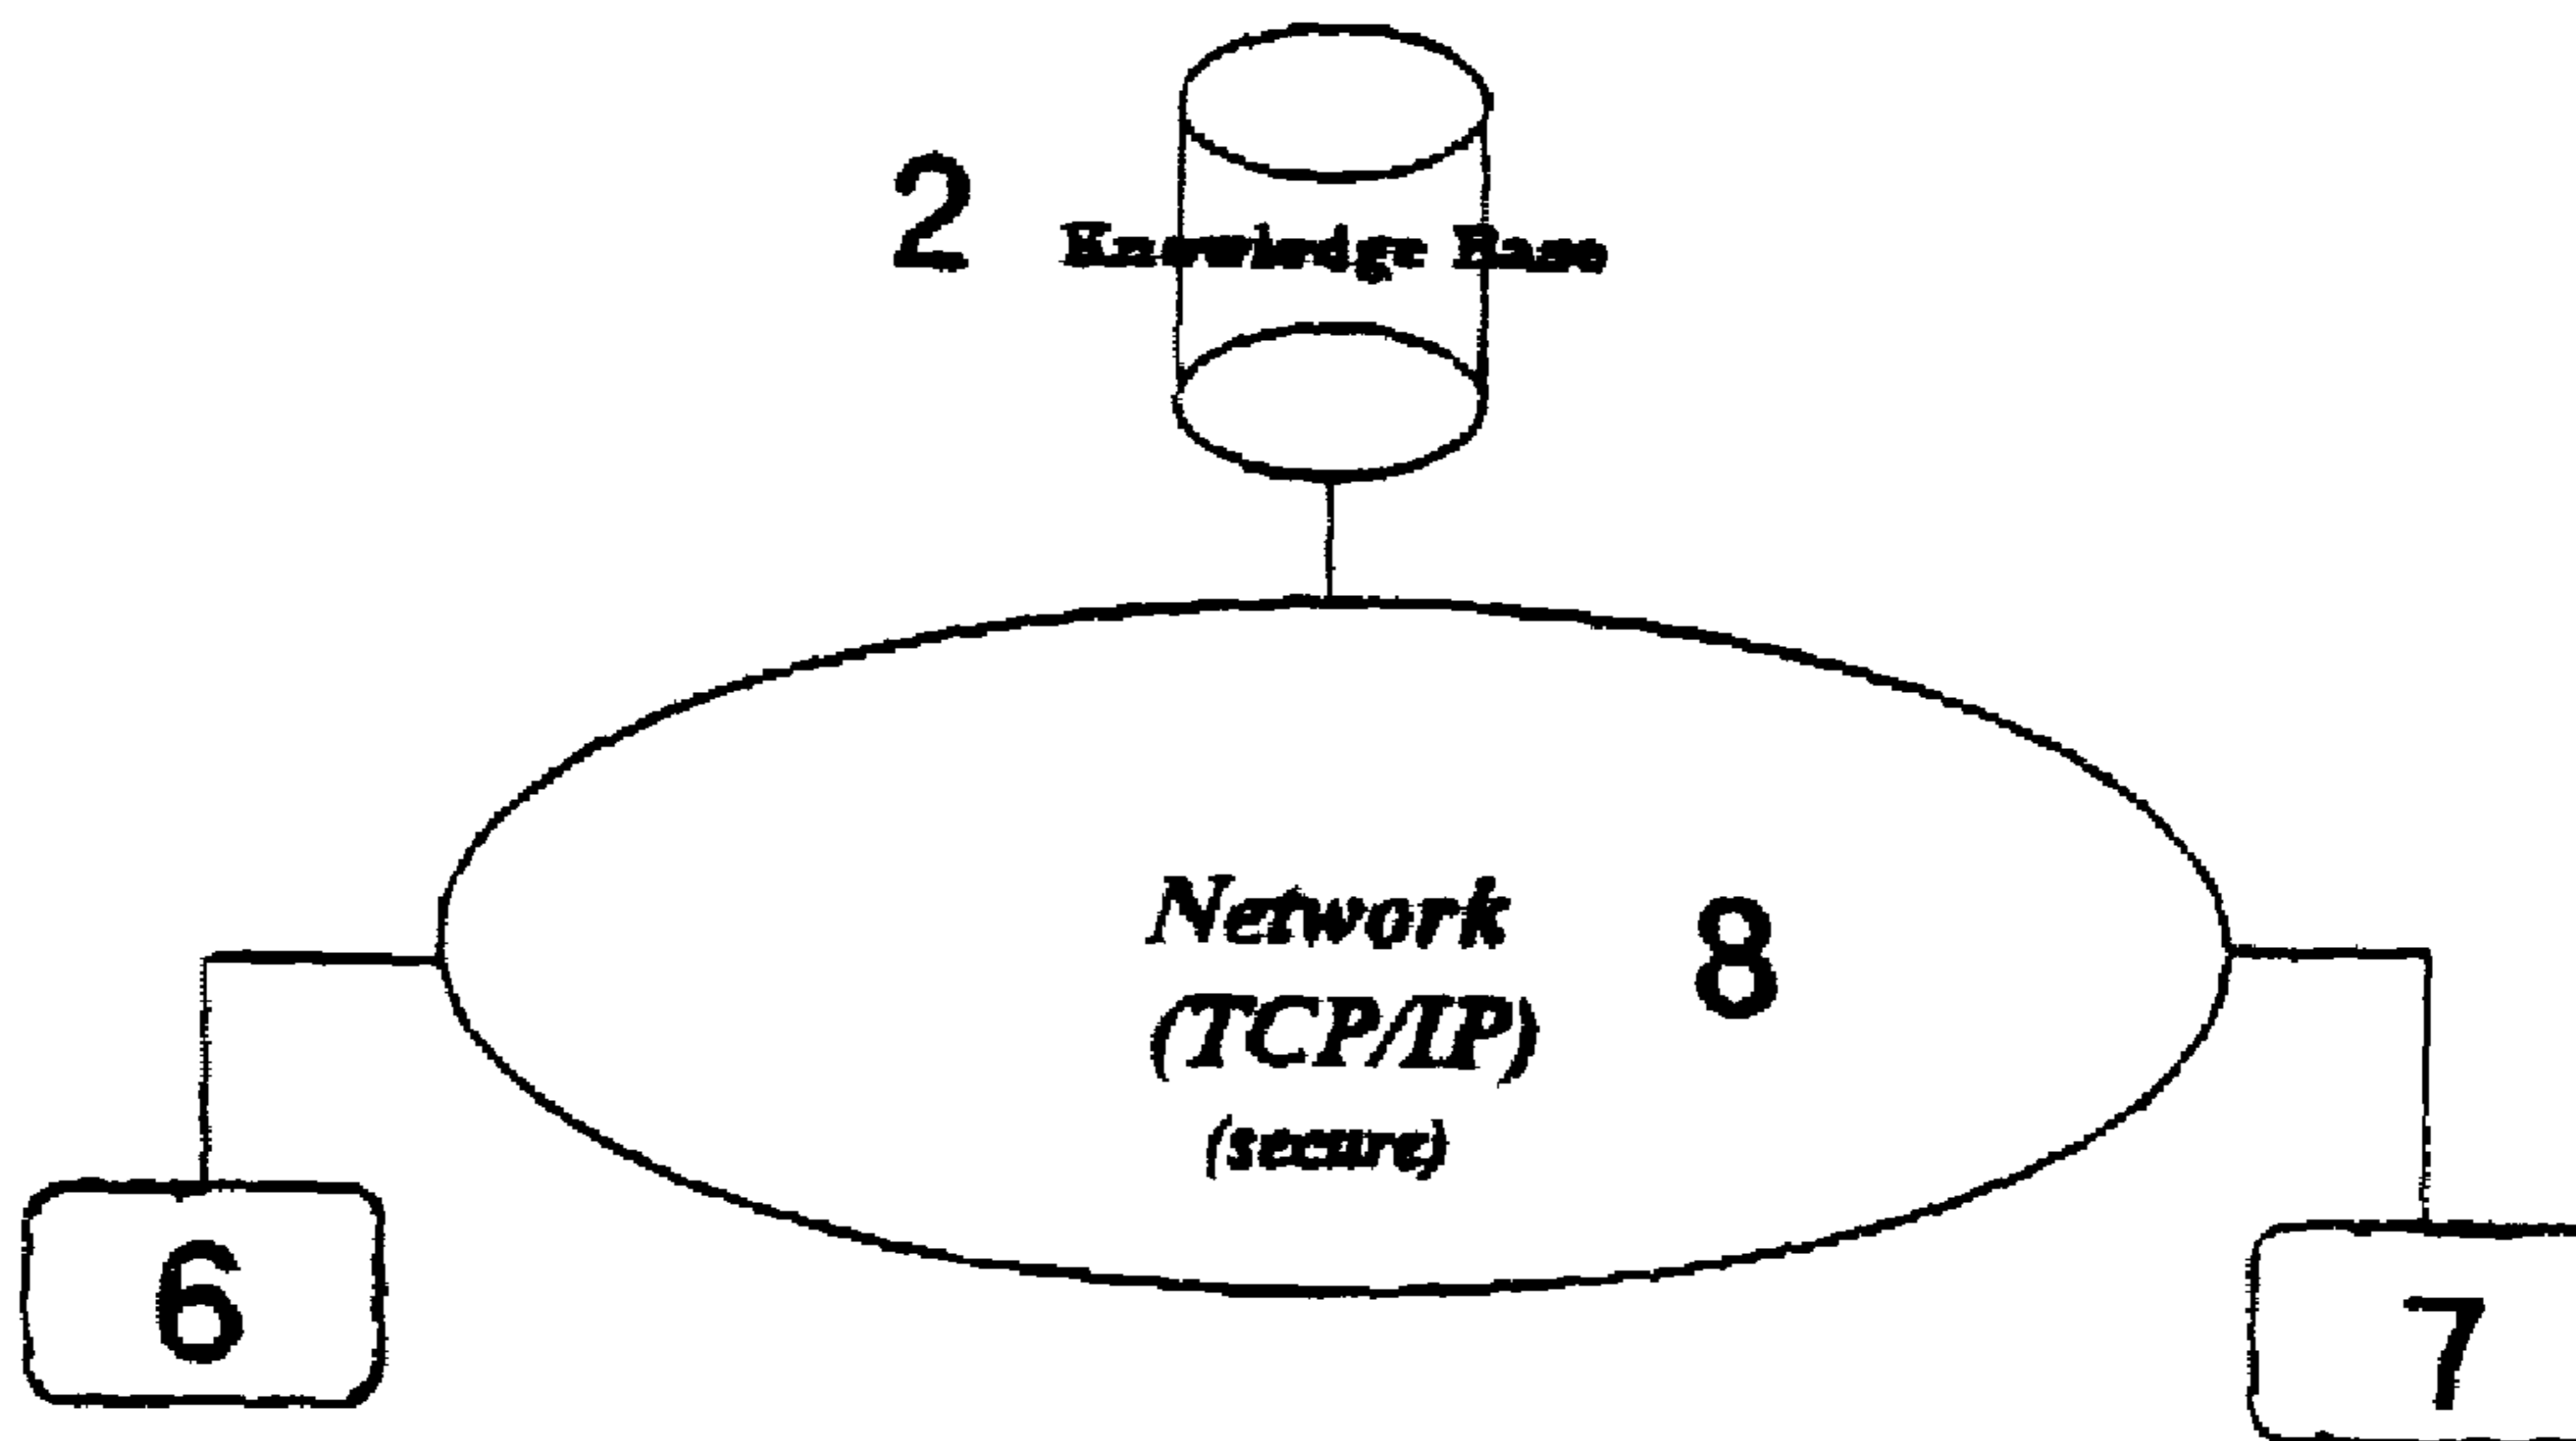 2 Knowledge Base
Network 8
(TCP/IP)
(secure)
6
7